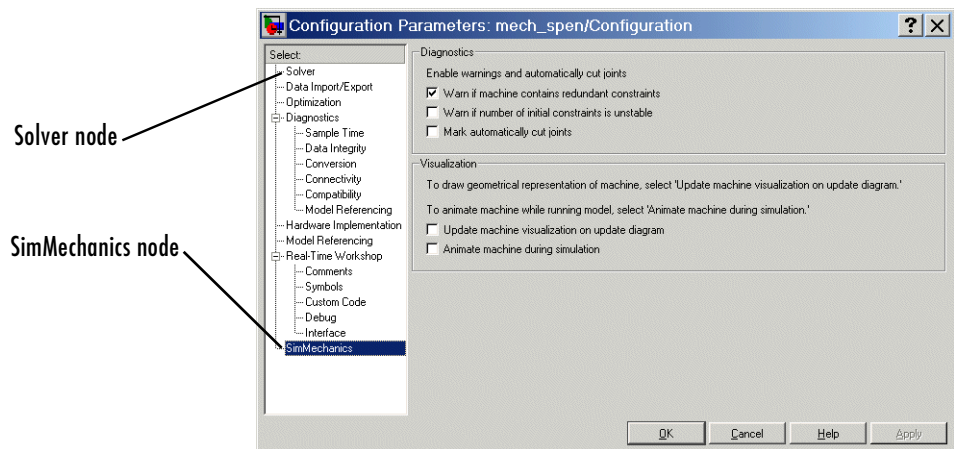 Configuration Parameters: mech_spen/Configuration
Select:
Solver
Data Import/Export
Optimization
Diagnostics
Sample Time
Data Integrity
Conversion
Connectivity
Compatibility
Model Referencing
Hardware Implementation
Model Referencing
Real-Time Workshop
Comments
Symbols
Custom Code
Debug
Interface
SimMechanics
Solver node
SimMechanics node
Diagnostics
Enable warnings and automatically cut joints
Warn if machine contains redundant constraints
Warn if number of initial constraints is unstable
Mark automatically cut joints
Visualization
To draw geometrical representation of machine, select 'Update machine visualization on update diagram.'
To animate machine while running model, select 'Animate machine during simulation.'
Update machine visualization on update diagram
Animate machine during simulation
OK
Cancel
Help
Apply